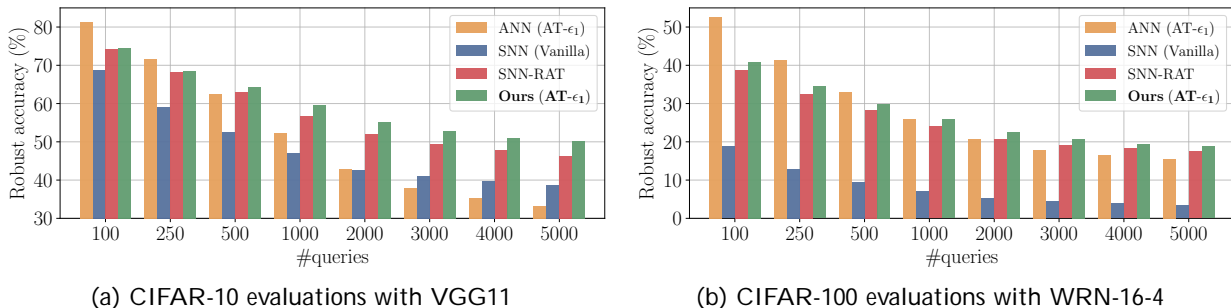 80
70
60
50
40
30
Robust accuracy (%)
ANN (AT-ϵ₁)
SNN (Vanilla)
SNN-RAT
Ours (AT-ϵ₁)
100 250 500 1000 2000 3000 4000 5000
#queries
(a) CIFAR-10 evaluations with VGG11
50
40
30
20
10
0
Robust accuracy (%)
ANN (AT-ϵ₁)
SNN (Vanilla)
SNN-RAT
Ours (AT-ϵ₁)
100 250 500 1000 2000 3000 4000 5000
#queries
(b) CIFAR-100 evaluations with WRN-16-4